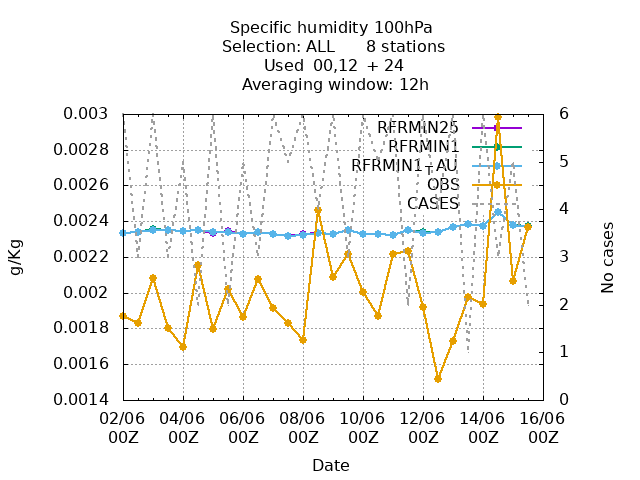 Specific humidity 100hPa
Selection: ALL 8 stations
Used 00,12 + 24
Averaging window: 12h
0.003
0.0028
0.0026
0.0024
0.0022
0.002
0.0018
0.0016
0.0014
g/Kg
RFRMIN25
RFRMIN1
RFRMIN1_AU
OBS
CASES
6
5
4
3
2
1
0
No cases
02/06 04/06 06/06 08/06 10/06 12/06 14/06 16/06
00Z 00Z 00Z 00Z 00Z 00Z 00Z 00Z
Date